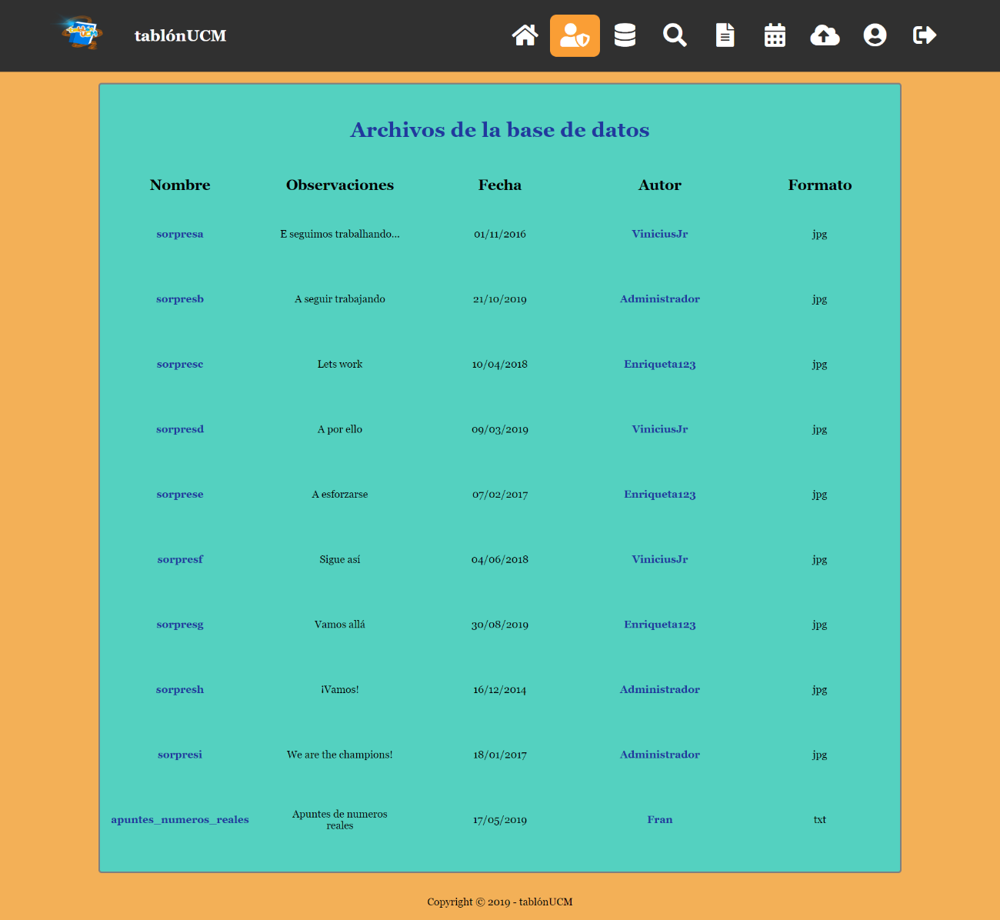 tablónUCM
Archivos de la base de datos
Nombre Observaciones Fecha Autor Formato
sorpresa E seguimos trabalhando... 01/11/2016 ViniciusJr jpg
sorpresb A seguir trabajando 21/10/2019 Administrador jpg
sorpresc Lets work 10/04/2018 Enriqueta123 jpg
sorpresd A por ello 09/03/2019 ViniciusJr jpg
sorprese A esforzarse 07/02/2017 Enriqueta123 jpg
sorpresf Sigue así 04/06/2018 ViniciusJr jpg
sorpresg Vamos allá 30/08/2019 Enriqueta123 jpg
sorpresh ¡Vamos! 16/12/2014 Administrador jpg
sorpresi We are the champions! 18/01/2017 Administrador jpg
apuntes_numeros_reales Apuntes de numeros
reales 17/05/2019 Fran txt
Copyright © 2019 - tablónUCM